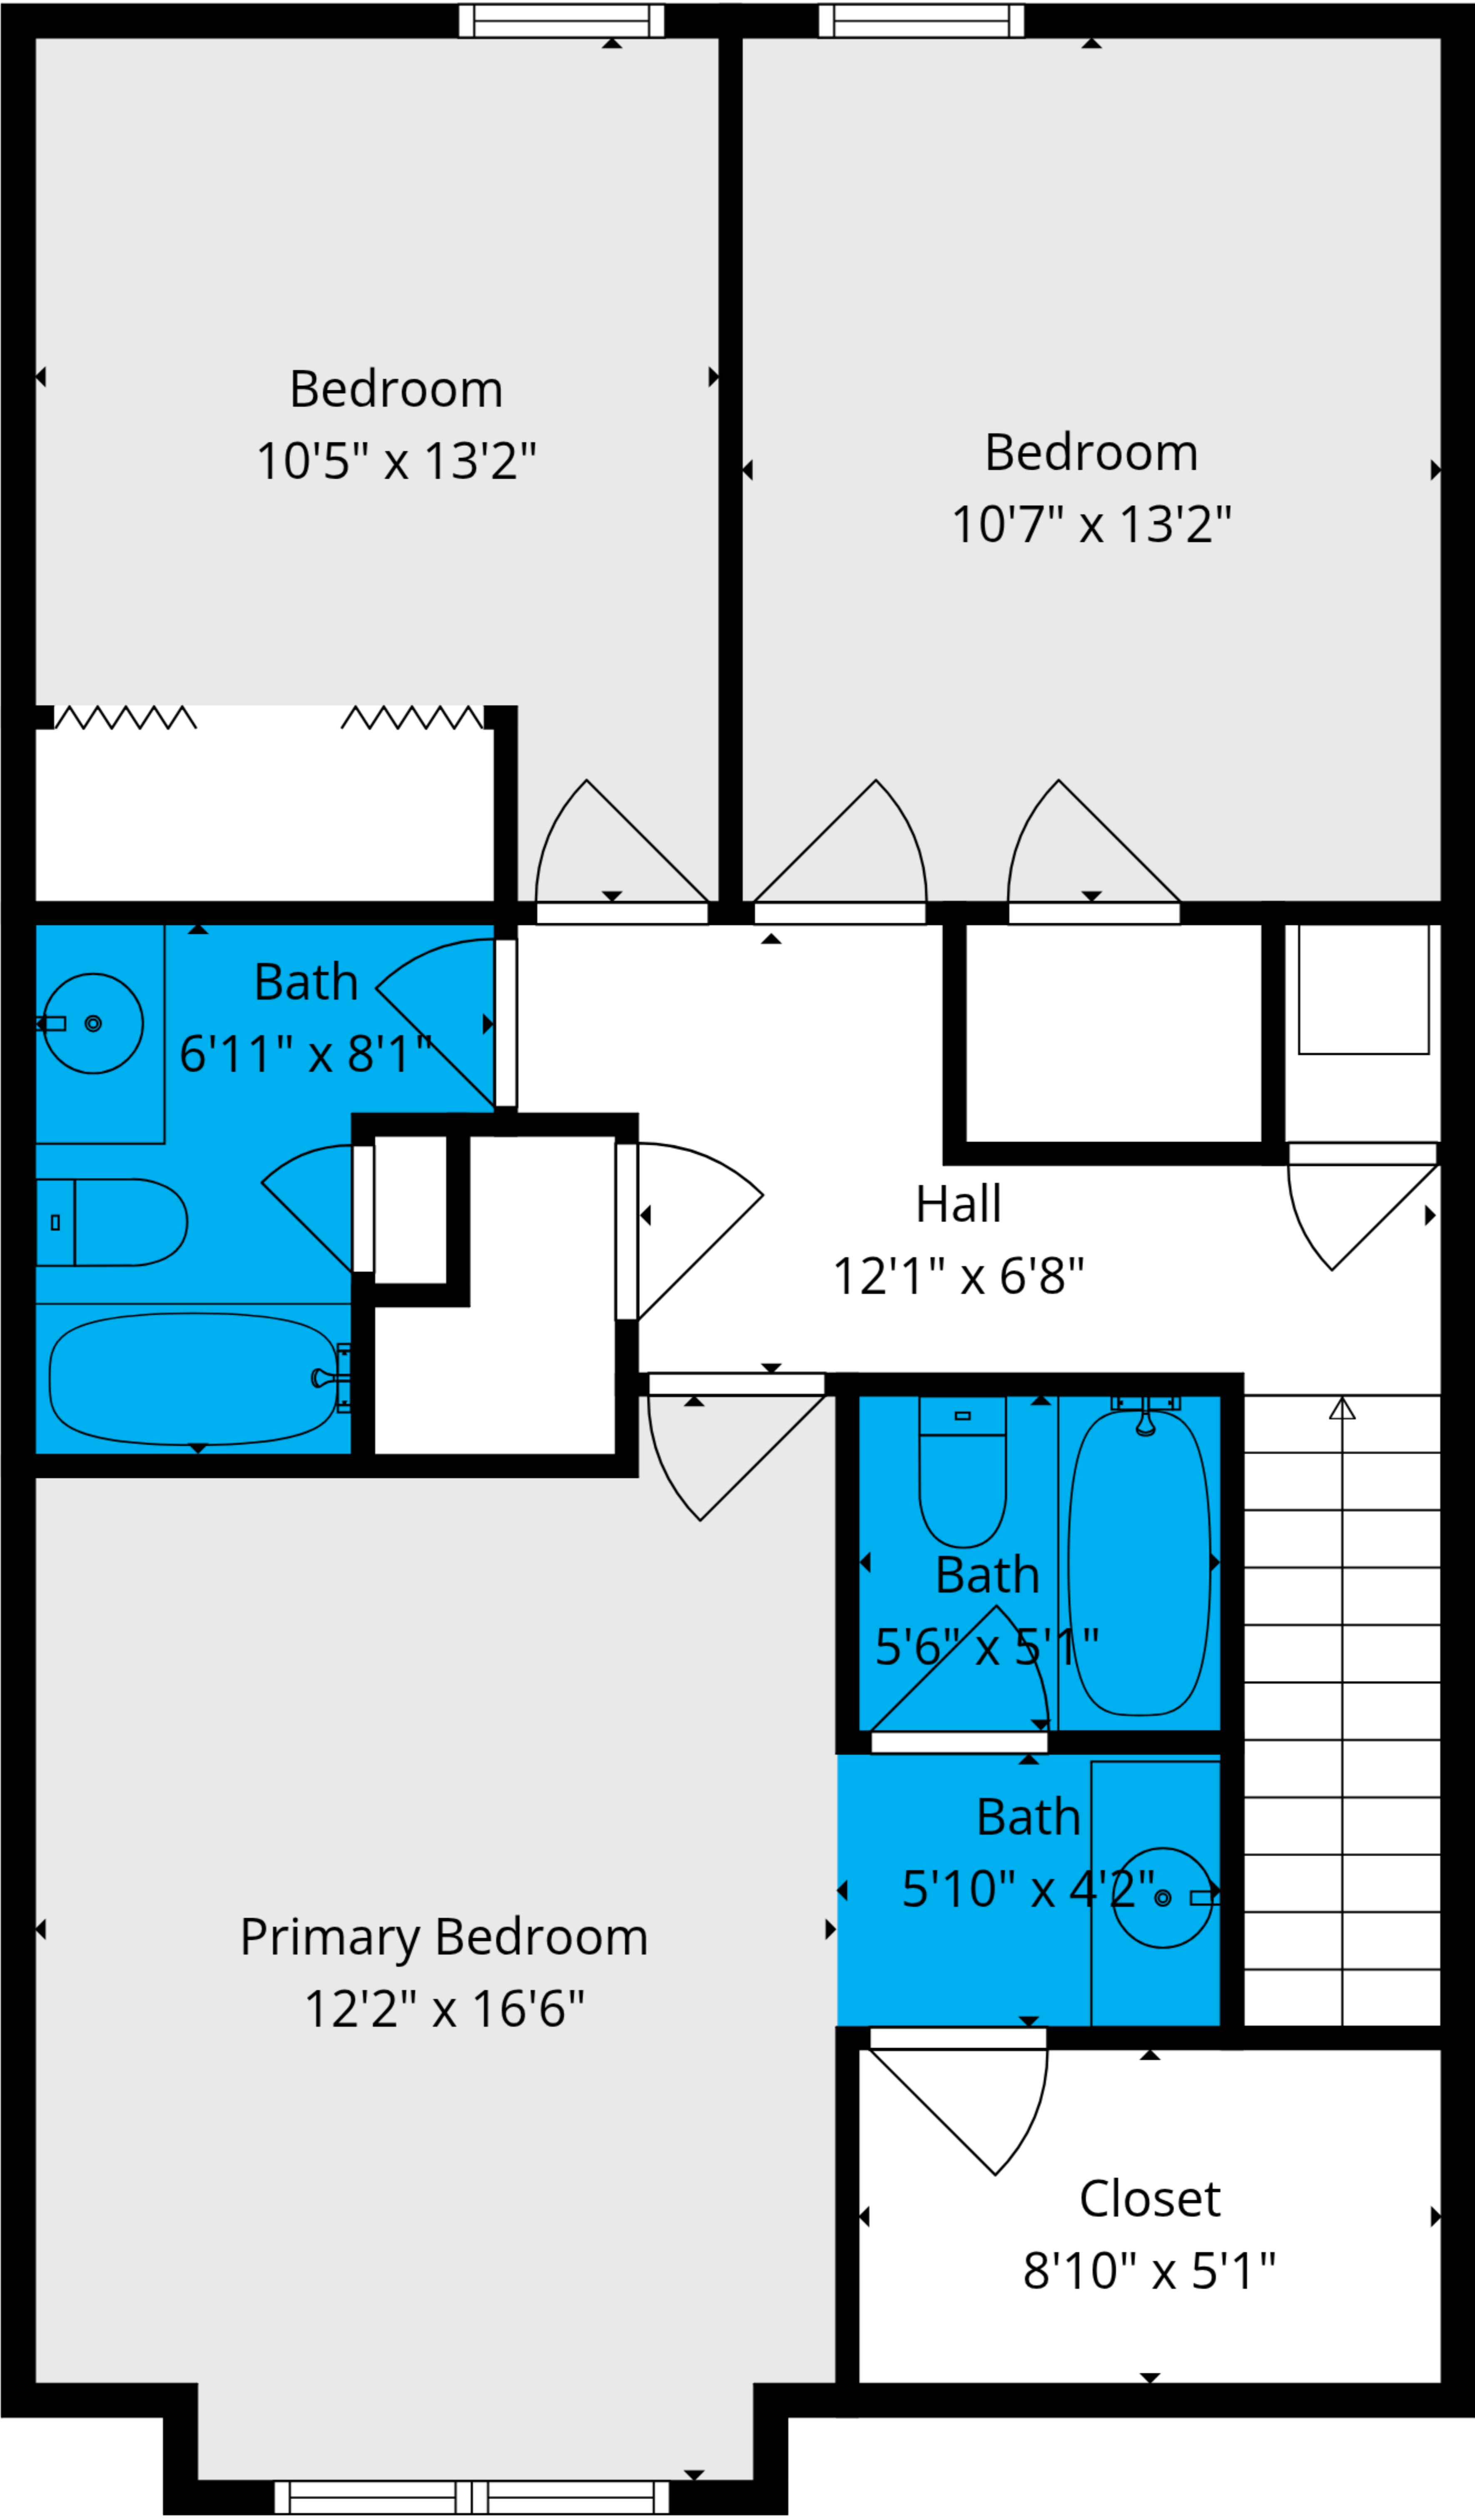 Bedroom
10'5" x 13'2"
Bedroom
10'7" x 13'2"
Bath
6'11" x 8'1"
Hall
12'1" x 6'8"
Bath
5'6" x 5'1"
Bath
5'10" x 4'2"
Primary Bedroom
12'2" x 16'6"
Closet
8'10" x 5'1"